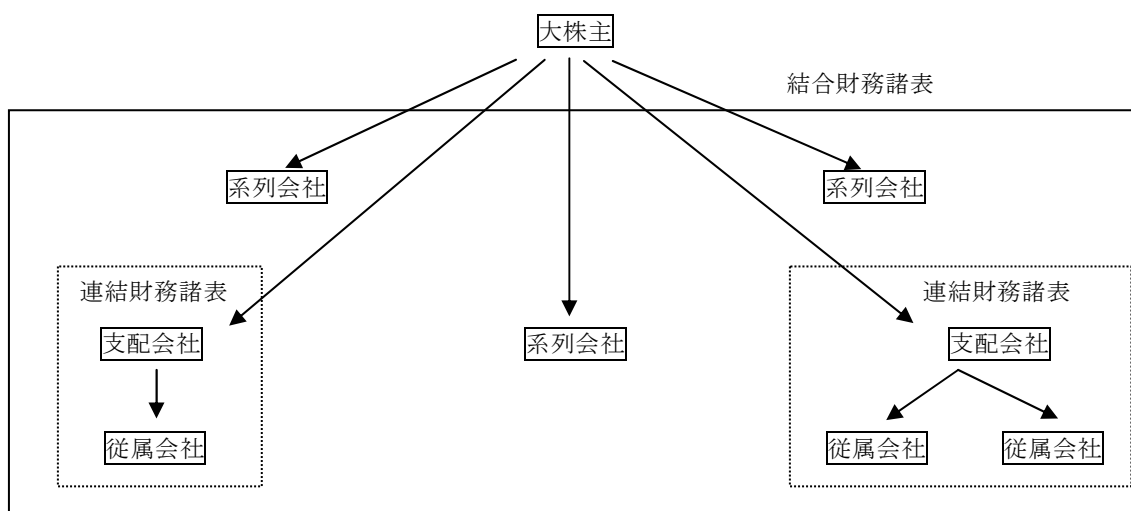 大株主
結合財務諸表
系列会社
系列会社
連結財務諸表
連結財務諸表
支配会社
系列会社
支配会社
従属会社
従属会社
従属会社